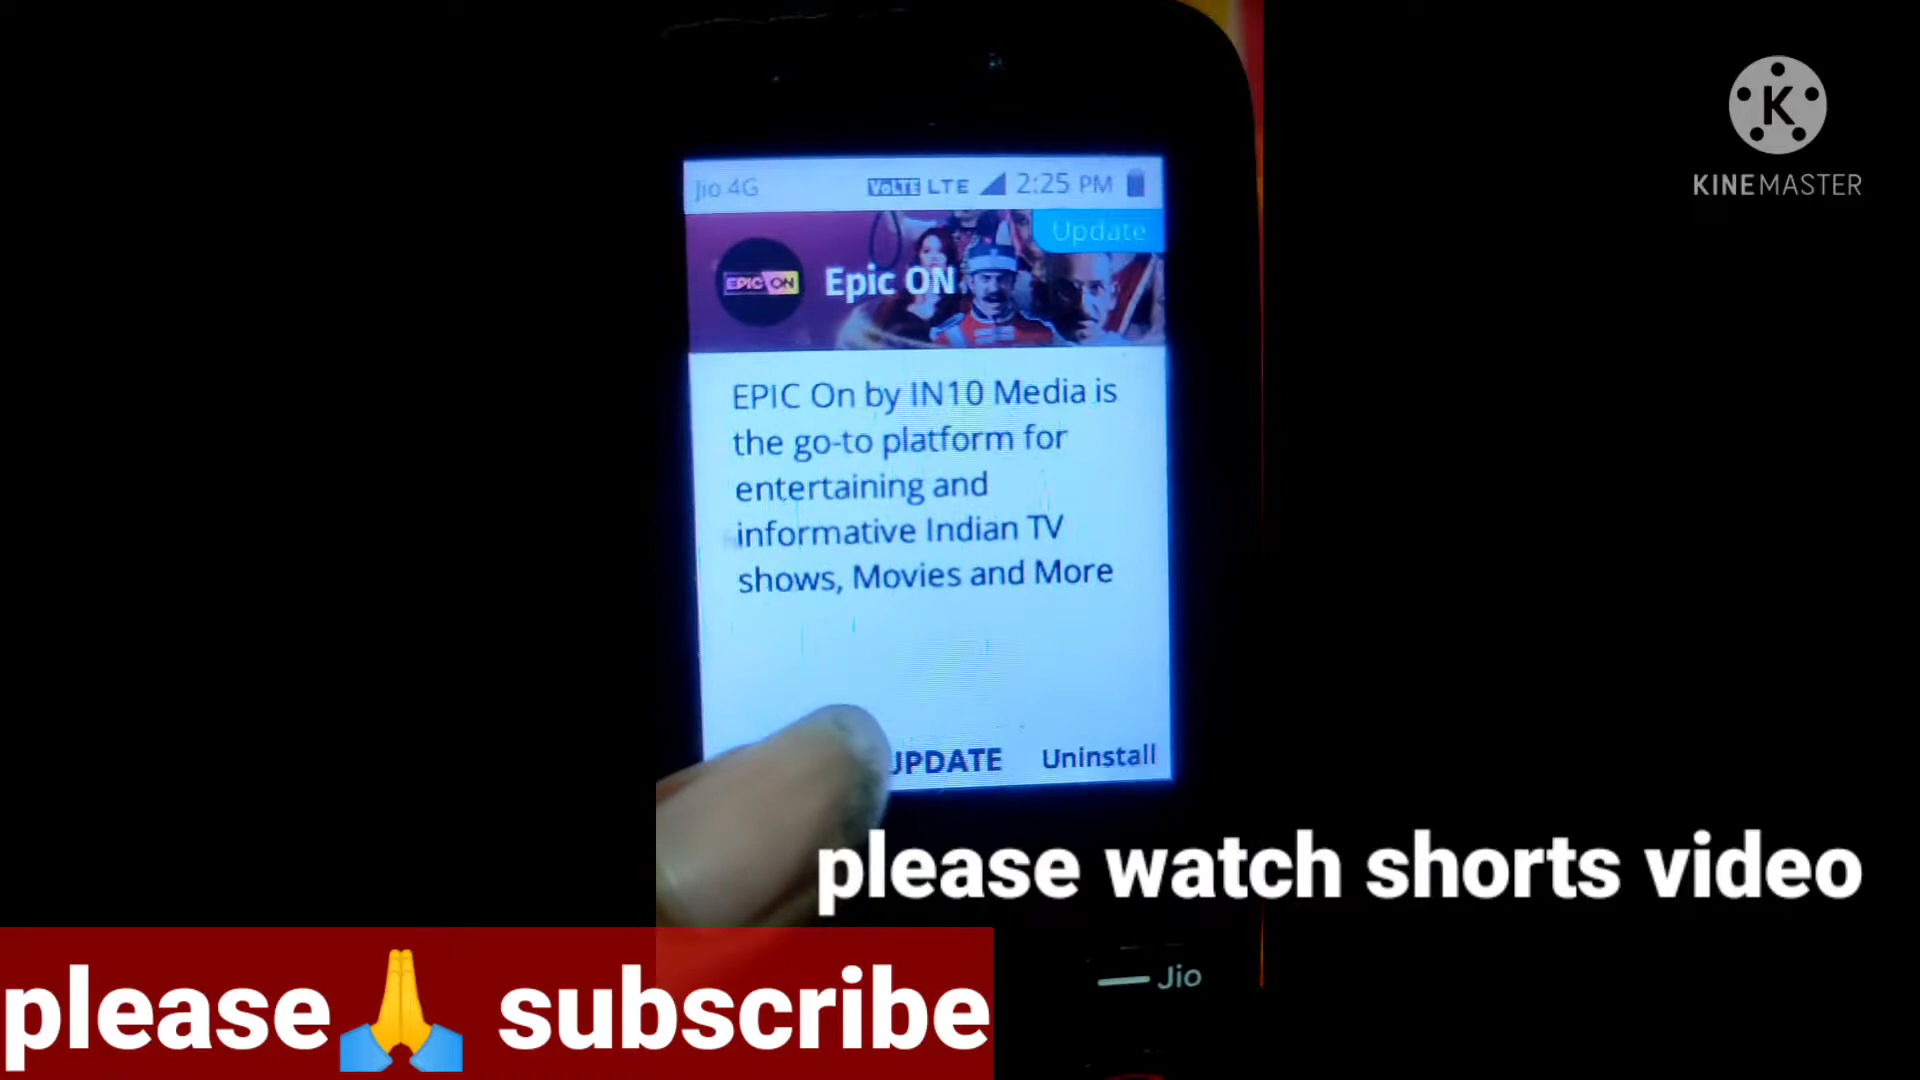 K
KINEMASTER
Jio 4G VoLTE LTE 2:25 PM
Update
EPIC ON
Epic ON
EPIC On by IN10 Media is
the go-to platform for
entertaining and
informative Indian TV
shows, Movies and More
UPDATE Uninstall
please watch shorts video
Jio
please🙏 subscribe